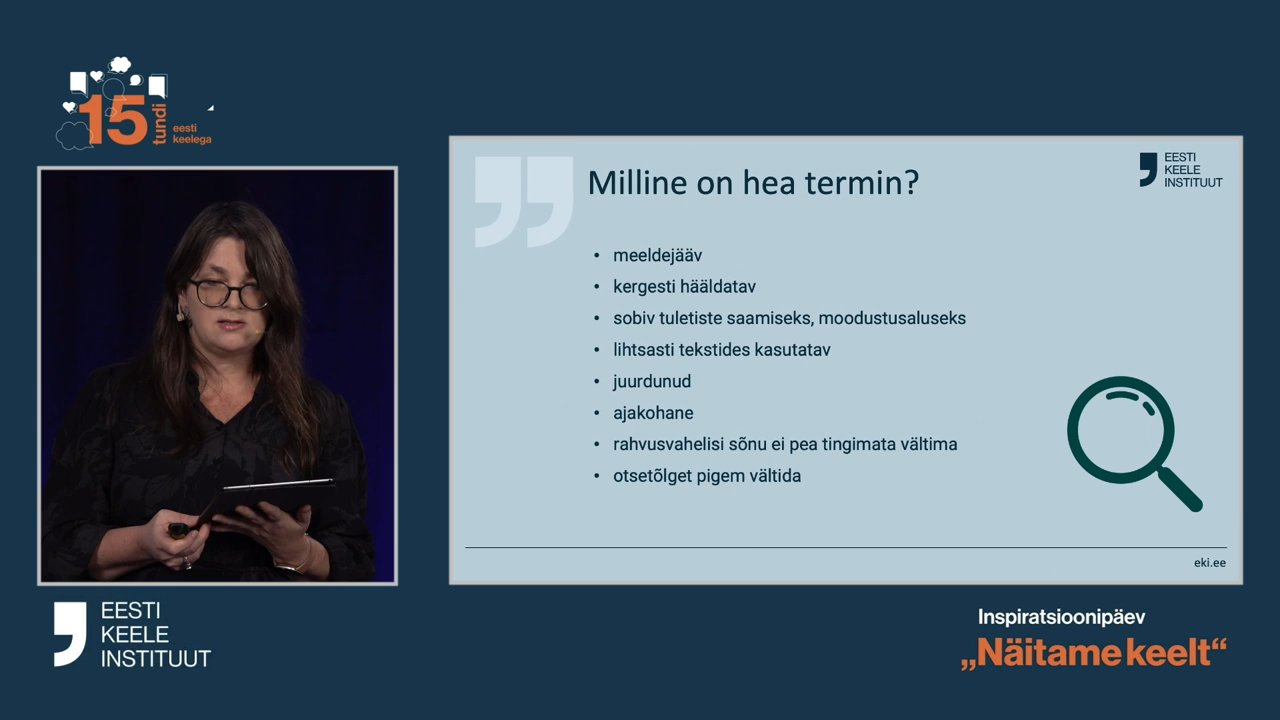 15
tundi
eesti
keelega
Milline on hea termin?
EESTI
KEELE
INSTITUUT
• meeldejääv
• kergesti hääldatav
• sobiv tuletiste saamiseks, moodustusaluseks
• lihtsasti tekstides kasutatav
• juurdunud
• ajakohane
• rahvusvahelisi sõnu ei pea tingimata vältima
• otsetõlget pigem vältida
eki.ee
EESTI
KEELE
INSTITUUT
Inspiratsioonipäev
„Näitame keelt“